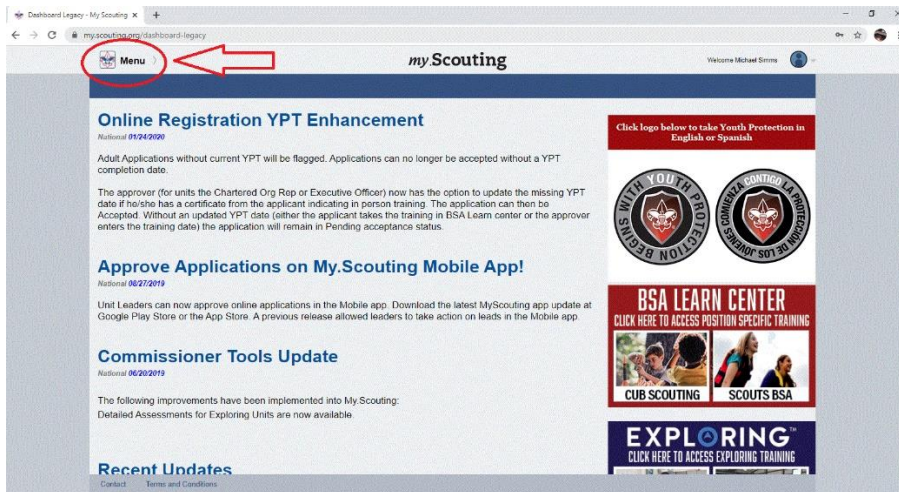 Dashboard Legacy - My Scouting
my.scouting.org/dashboard-legacy
Menu
my.Scouting
Welcome Michael Simms
Online Registration YPT Enhancement
National 01/24/2020
Adult Applications without current YPT will be flagged. Applications can no longer be accepted without a YPT
completion date.
The approver (for units the Chartered Org Rep or Executive Officer) now has the option to update the missing YPT
date if he/she has a certificate from the applicant indicating in person training. The application can then be
Accepted. Without an updated YPT date (either the applicant takes the training in BSA Learn center or the approver
enters the training date) the application will remain in Pending acceptance status.
Approve Applications on My.Scouting Mobile App!
National 08/27/2019
Unit Leaders can now approve online applications in the Mobile app. Download the latest MyScouting app update at
Google Play Store or the App Store. A previous release allowed leaders to take action on leads in the Mobile app.
Commissioner Tools Update
National 06/20/2019
The following improvements have been implemented into My.Scouting:
Detailed Assessments for Exploring Units are now available.
Recent Updates
Click logo below to take Youth Protection in
English or Spanish
YOUTH PROTECTION BEGINS WITH YOU
LA PROTECCIÓN DE LOS JÓVENES COMIENZA CONTIGO
BSA LEARN CENTER
CLICK HERE TO ACCESS POSITION SPECIFIC TRAINING
CUB SCOUTING
SCOUTS BSA
EXPLORING™
CLICK HERE TO ACCESS EXPLORING TRAINING
Contact
Terms and Conditions